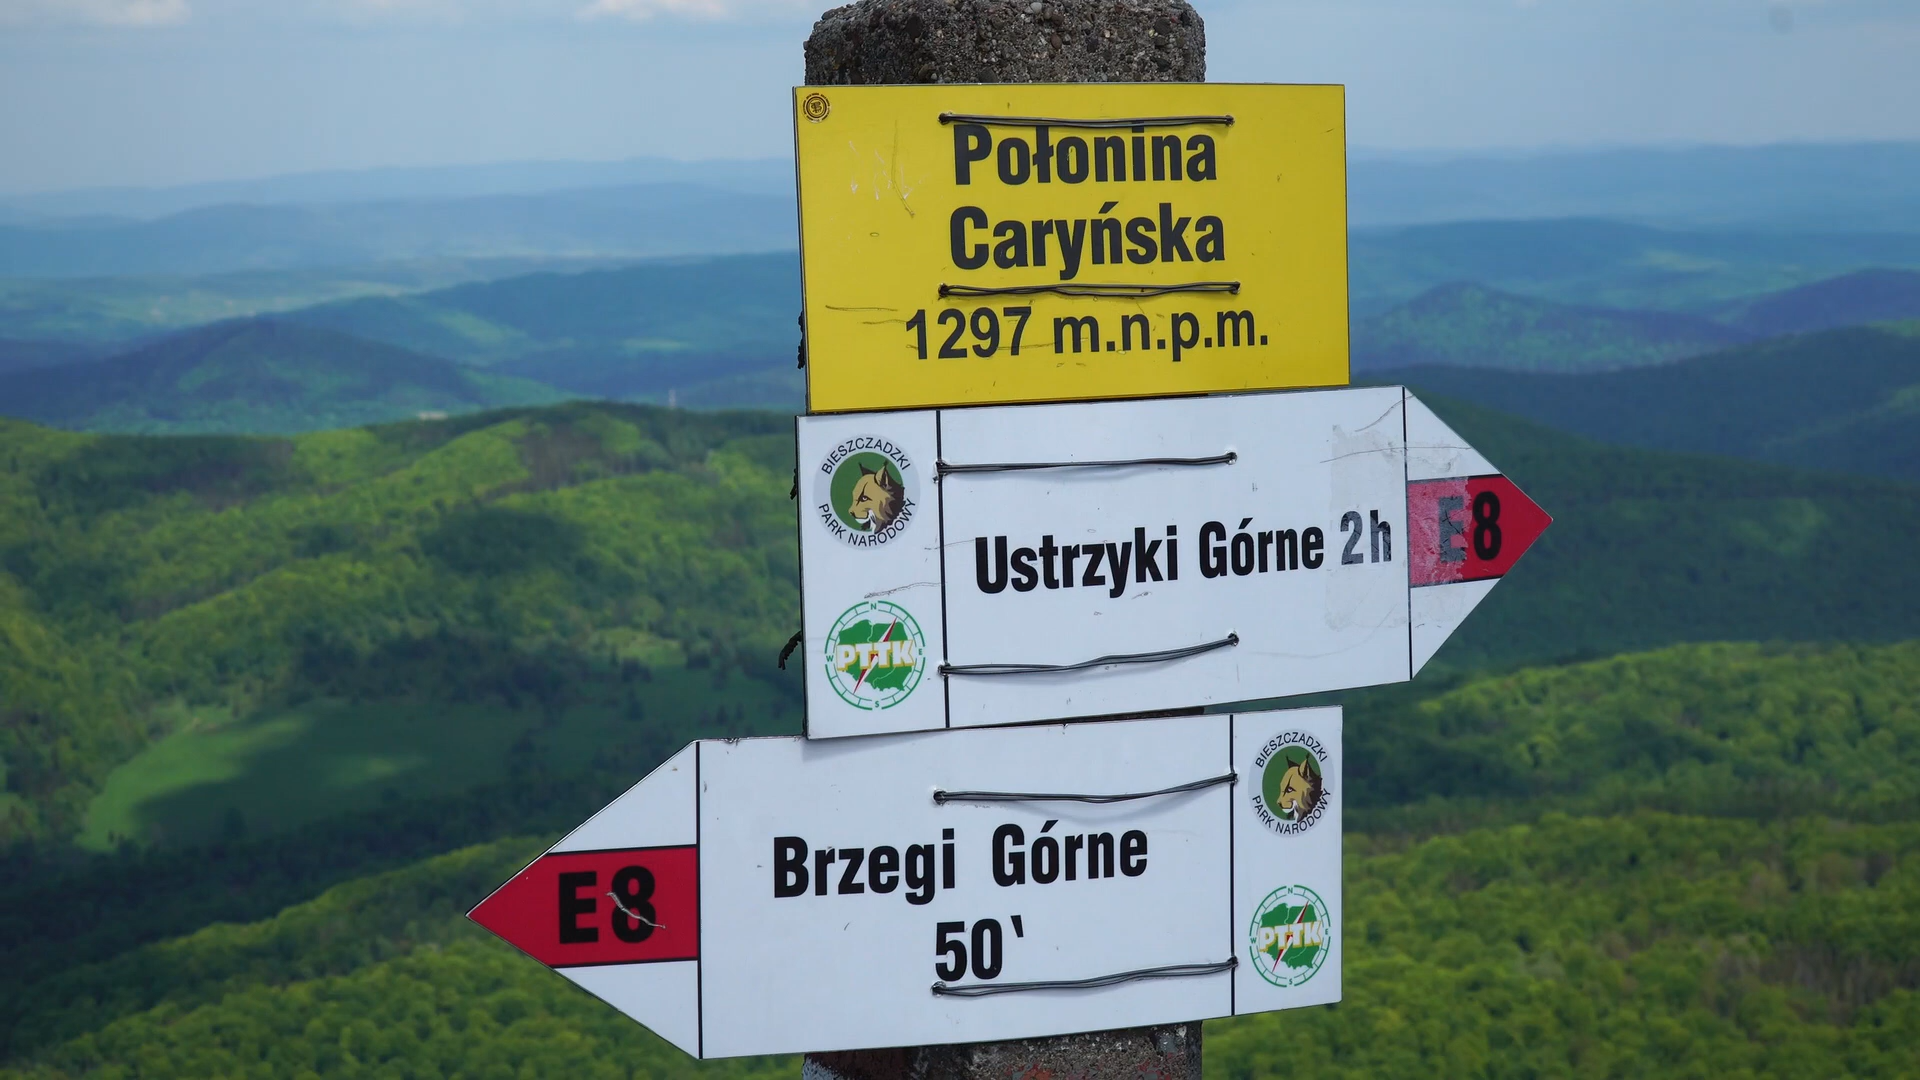 Połonina
Caryńska
1297 m.n.p.m.
BIESZCZADZKI
PARK NARODOWY
Ustrzyki Górne 2h
E8
N
W
E
PTTK
S
BIESZCZADZKI
PARK NARODOWY
E8
Brzegi Górne
50‵
N
W
E
PTTK
S